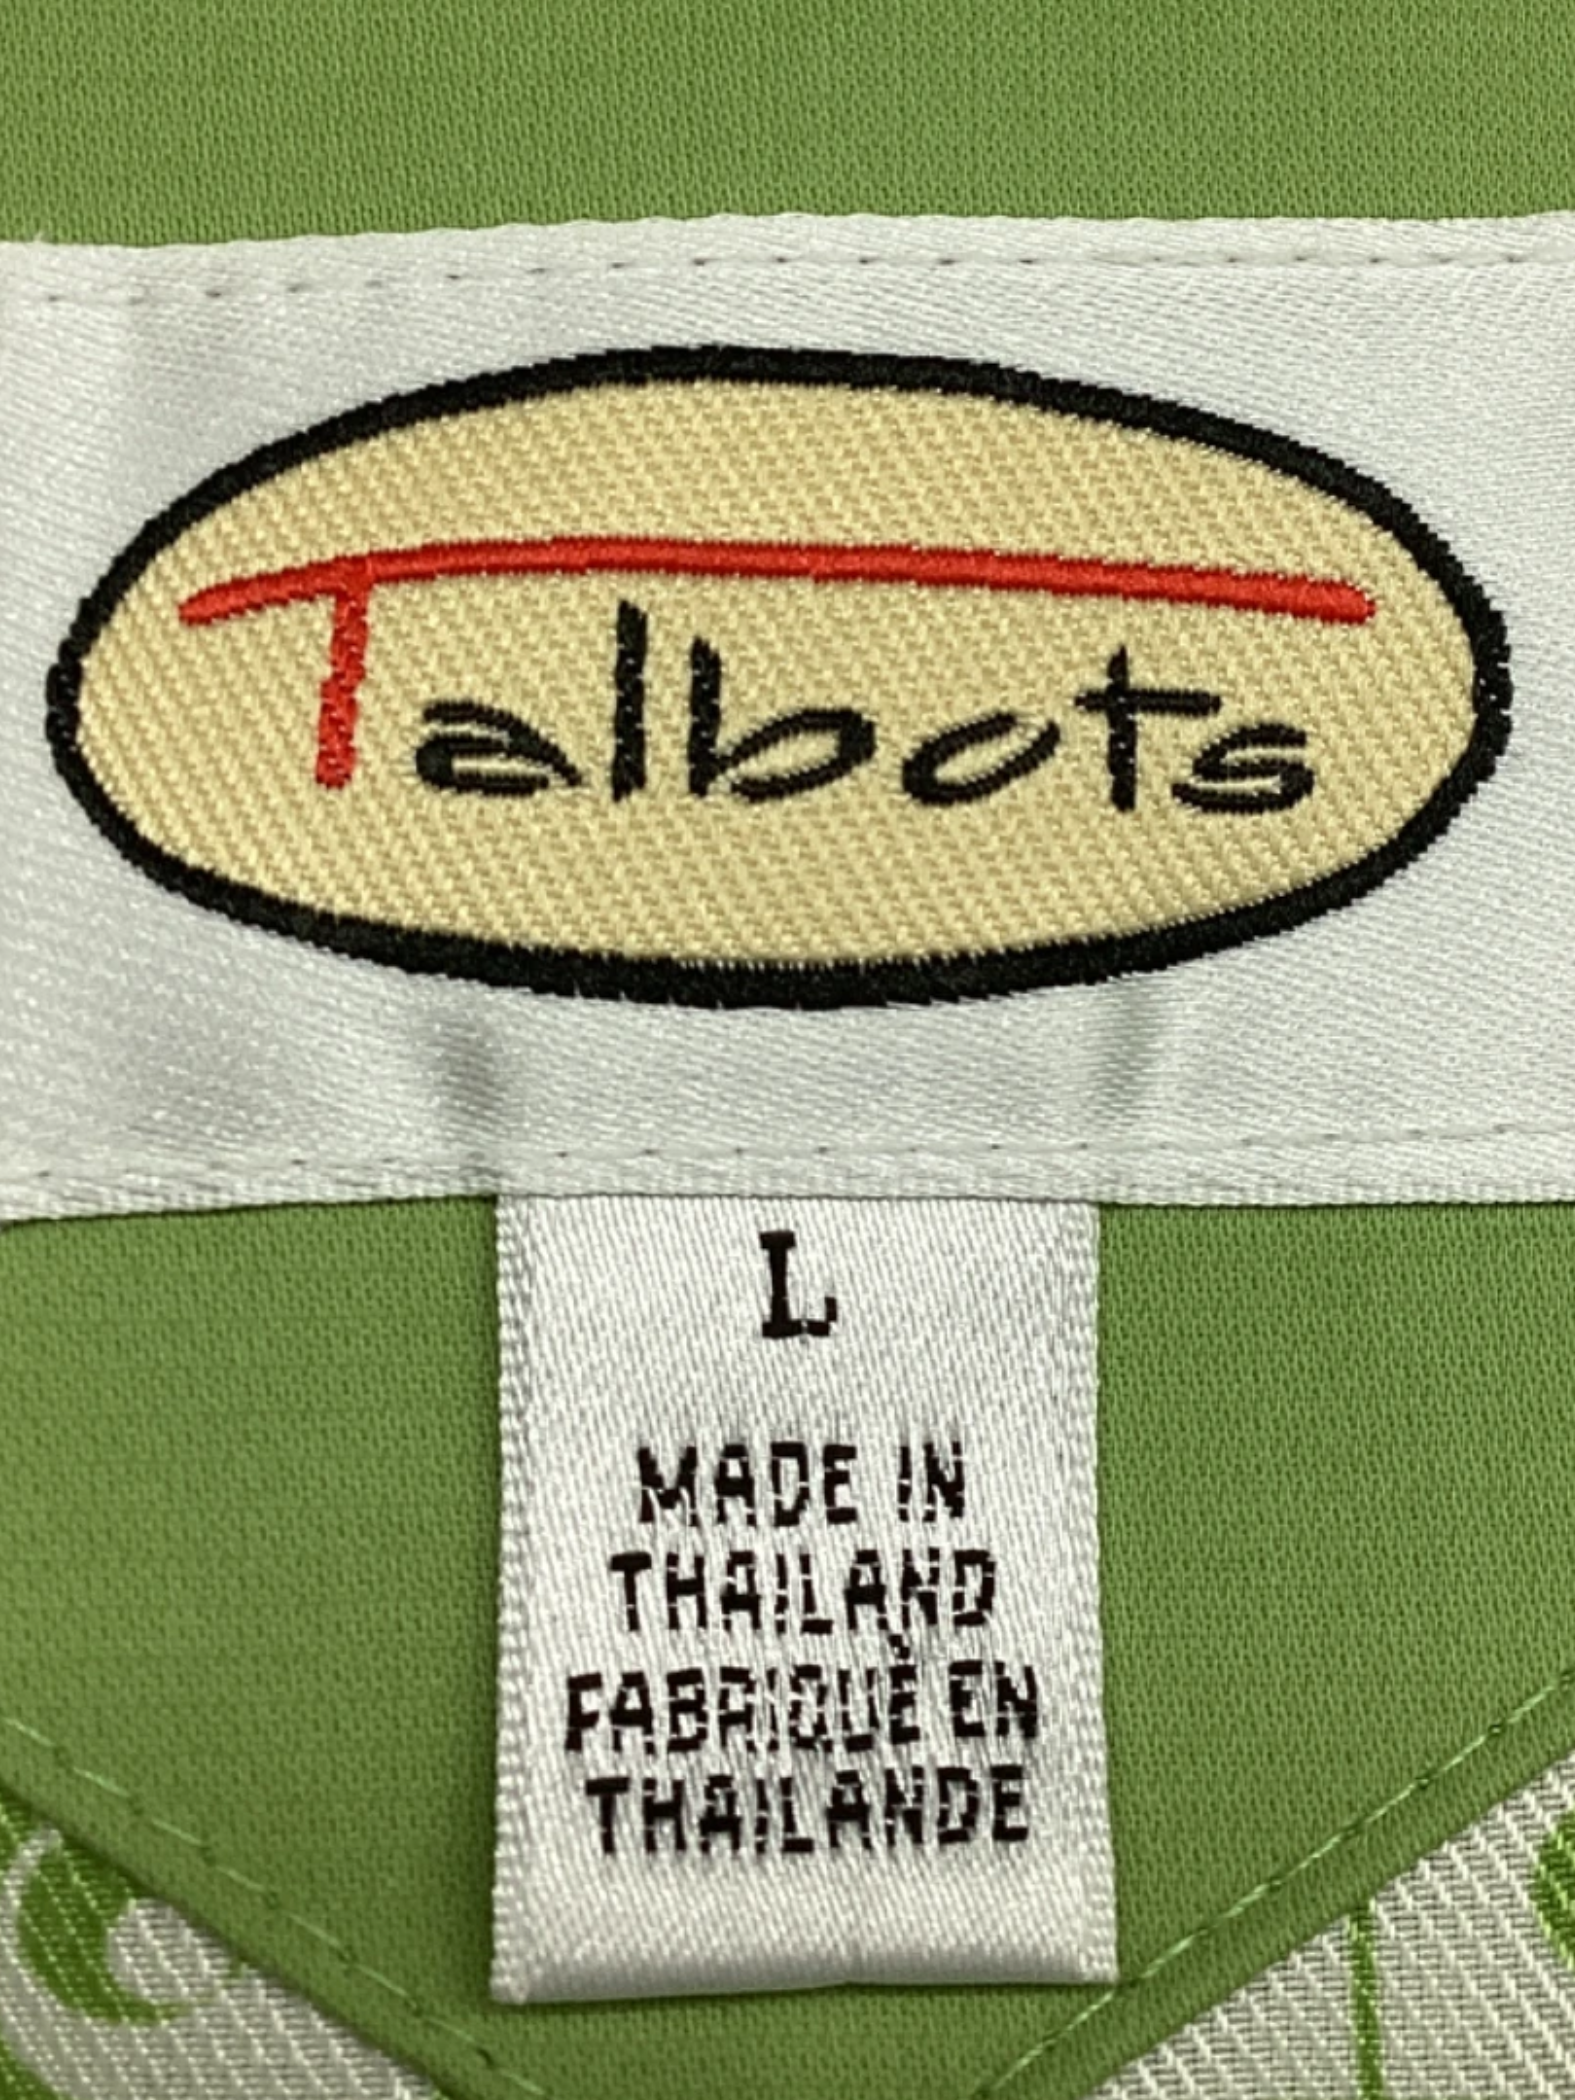 Talbots
L
MADE IN
THAILAND
FABRIQUÉ EN
THAILANDE